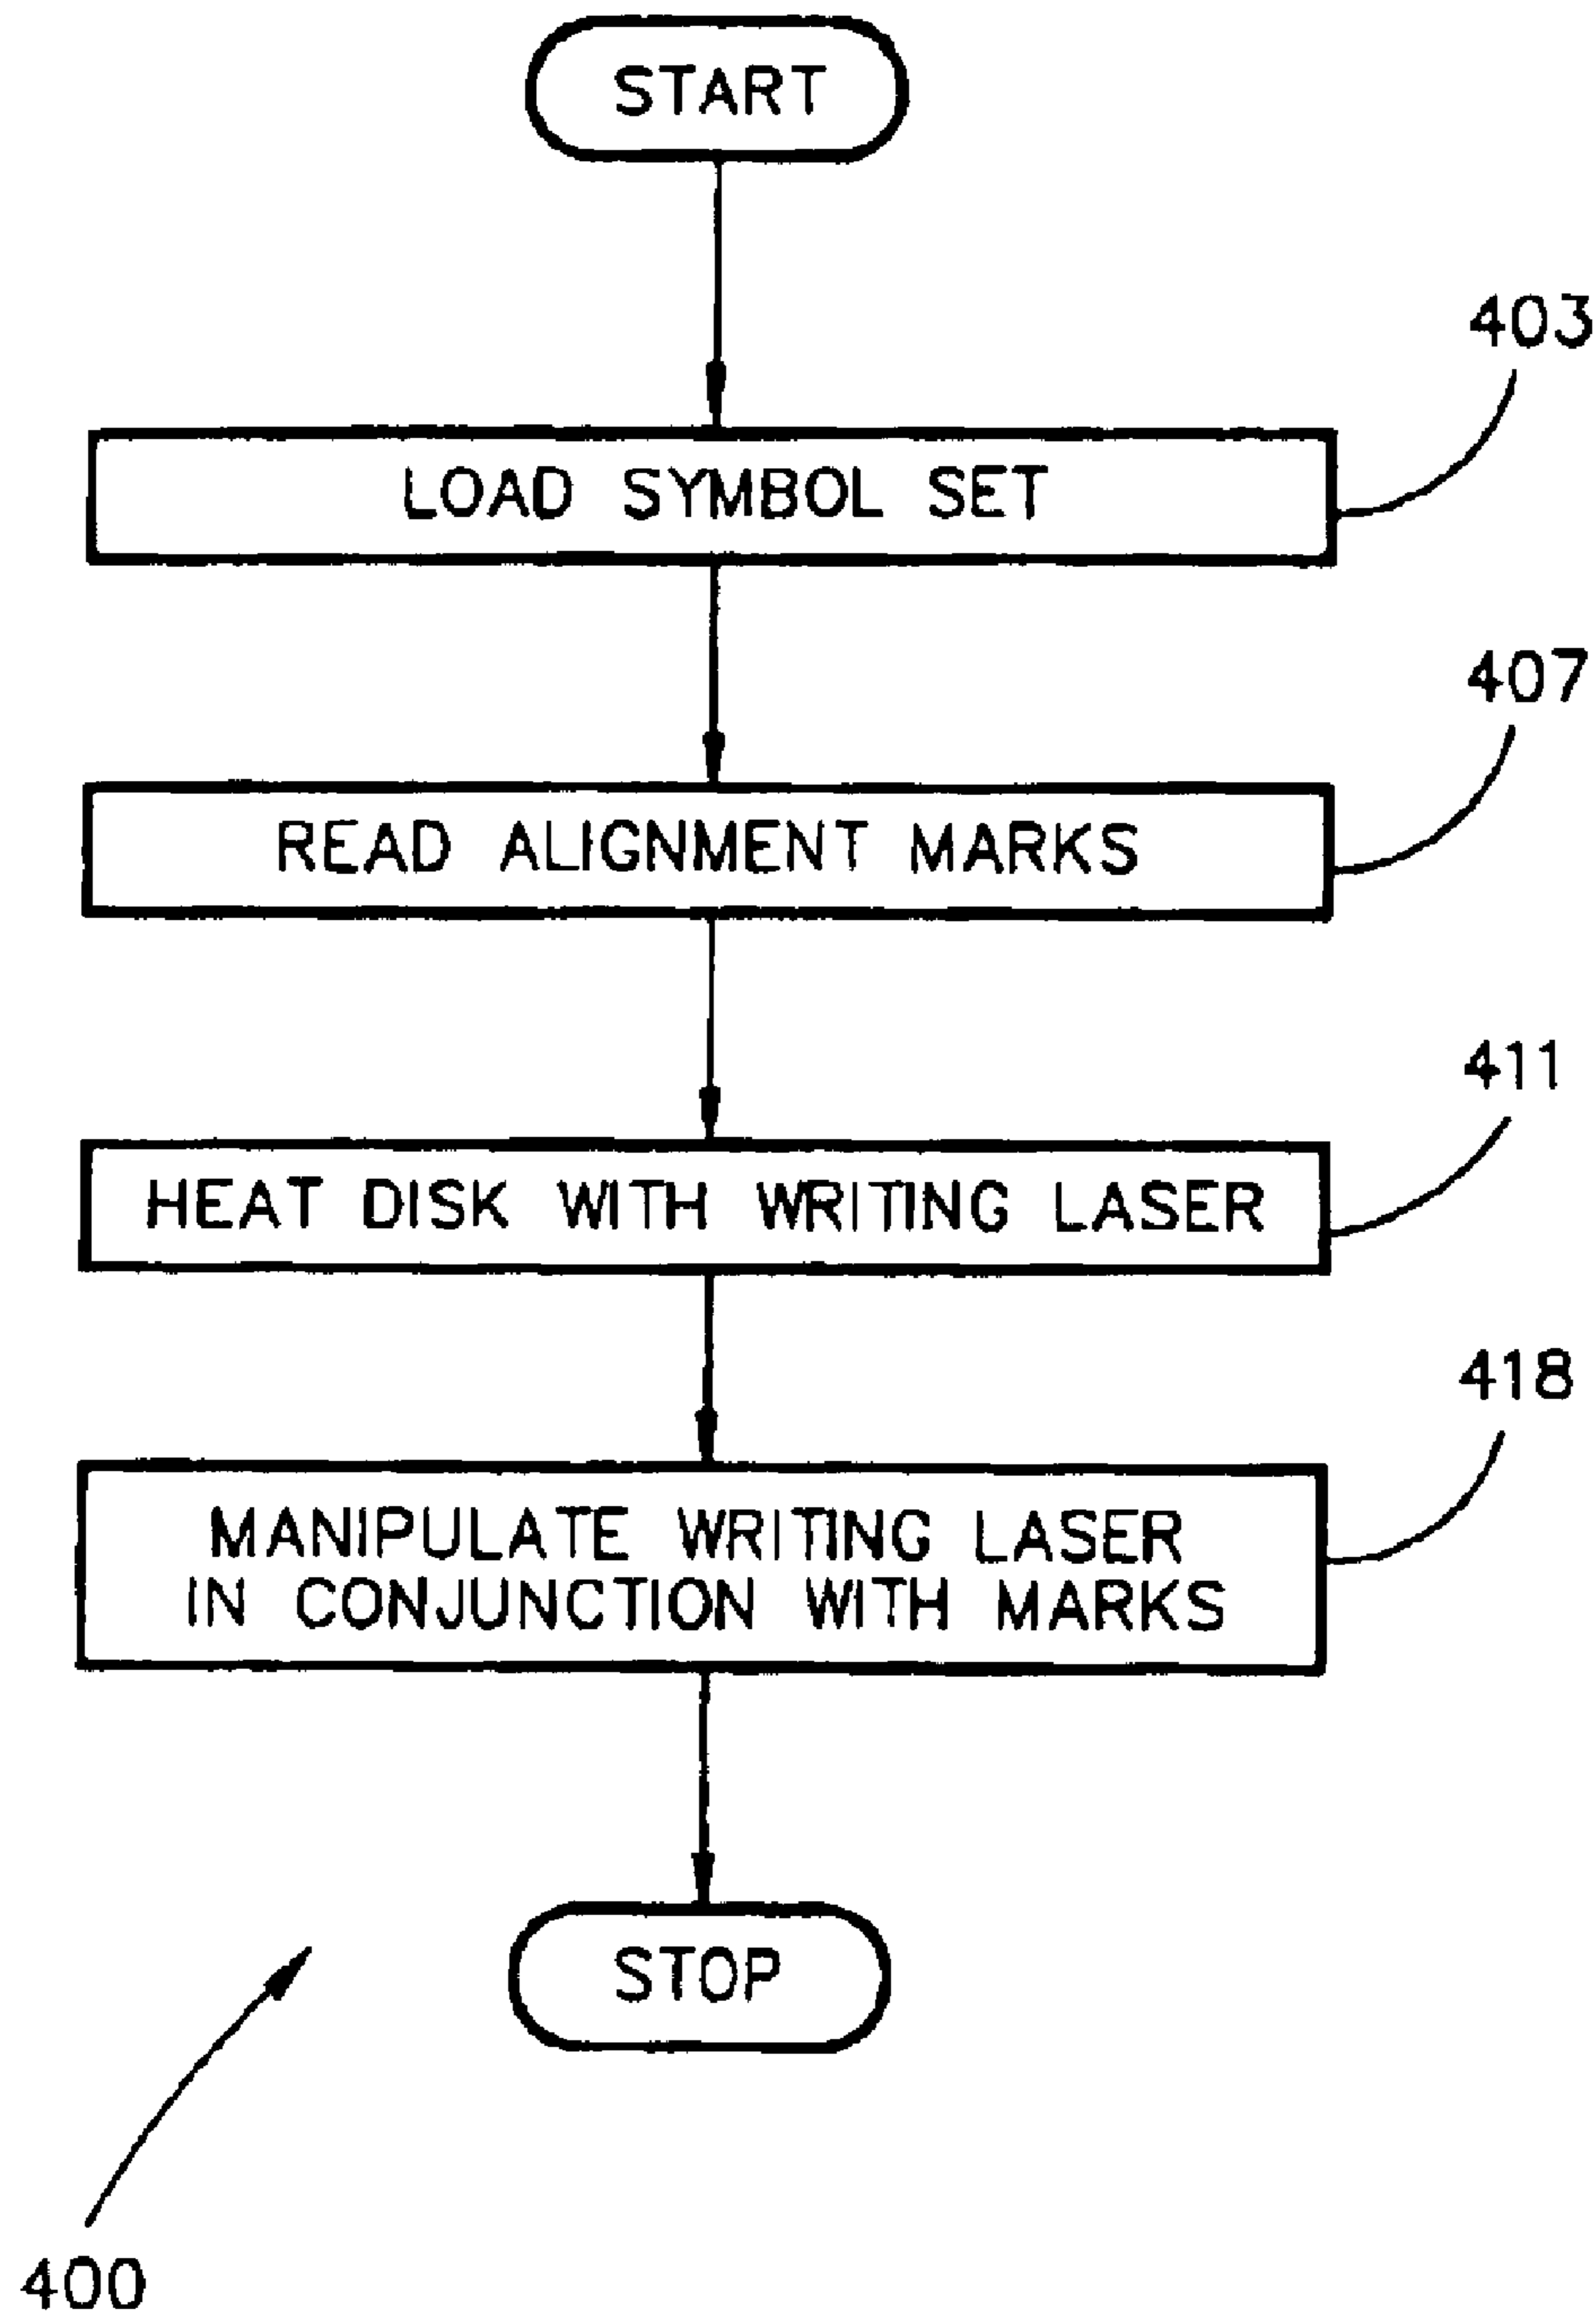 START
403
LOAD SYMBOL SET
407
READ ALIGNMENT MARKS
411
HEAT DISK WITH WRITING LASER
418
MANIPULATE WRITING LASER
IN CONJUNCTION WITH MARKS
STOP
400